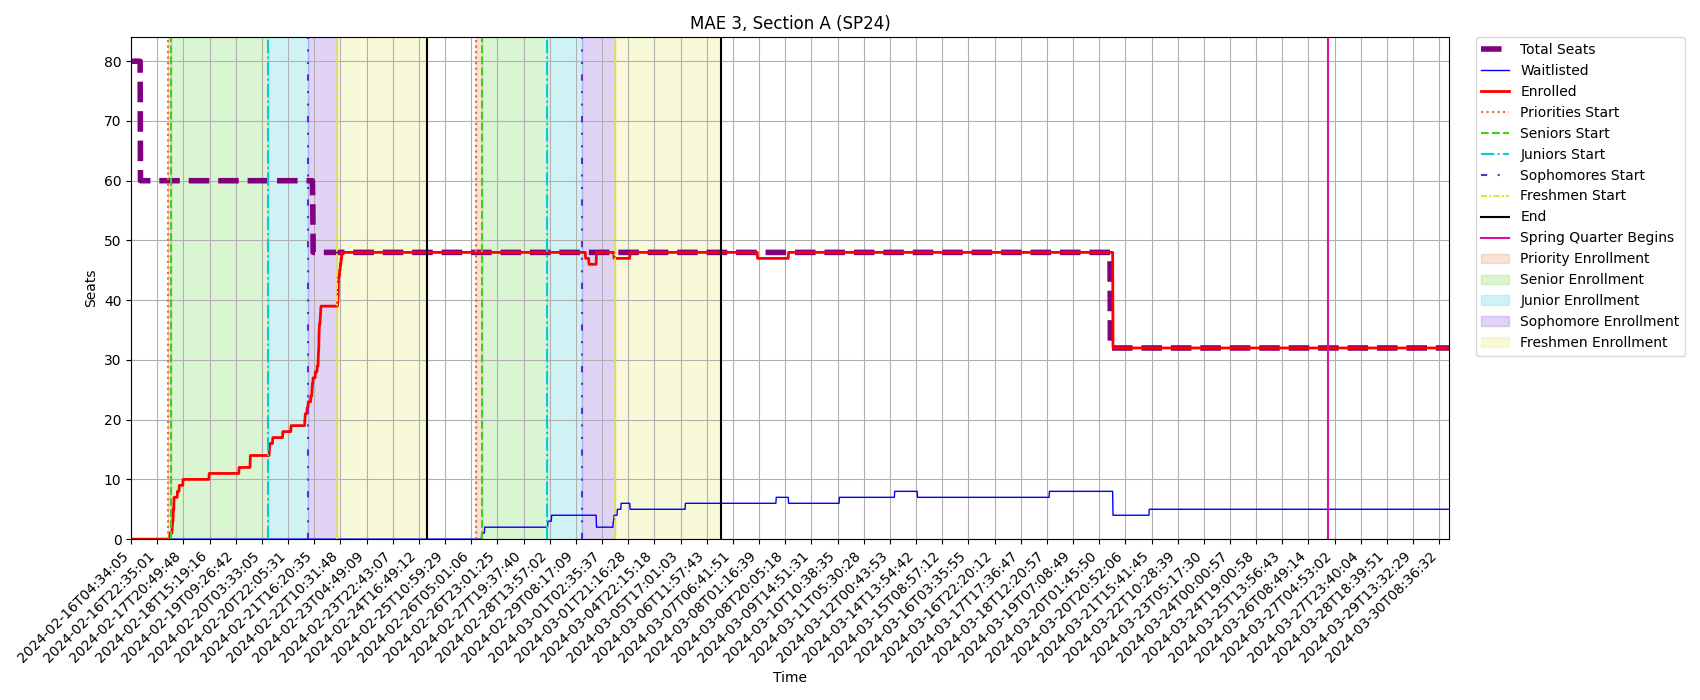 MAE 3, Section A (SP24)
Seats
80
70
60
50
40
30
20
10
0
2024-02-16T04:34:05
2024-02-16T22:35:01
2024-02-17T20:49:48
2024-02-18T15:19:16
2024-02-19T09:26:42
2024-02-20T03:33:05
2024-02-20T22:05:31
2024-02-21T16:20:35
2024-02-22T10:31:48
2024-02-23T04:49:09
2024-02-23T22:43:07
2024-02-24T16:49:12
2024-02-25T10:59:29
2024-02-26T05:01:06
2024-02-26T23:01:25
2024-02-27T19:37:40
2024-02-28T13:57:02
2024-02-29T08:17:09
2024-03-01T02:35:37
2024-03-01T21:16:28
2024-03-04T22:15:18
2024-03-05T17:01:03
2024-03-06T11:57:43
2024-03-07T06:41:51
2024-03-08T01:16:39
2024-03-08T20:05:18
2024-03-09T14:51:31
2024-03-10T10:38:35
2024-03-11T05:30:28
2024-03-12T00:43:53
2024-03-14T13:54:42
2024-03-15T08:57:12
2024-03-16T03:35:55
2024-03-16T22:20:12
2024-03-17T17:36:47
2024-03-18T12:20:57
2024-03-19T07:08:49
2024-03-20T01:45:50
2024-03-20T20:52:06
2024-03-21T15:41:45
2024-03-22T10:28:39
2024-03-23T05:17:30
2024-03-24T00:00:57
2024-03-24T19:00:58
2024-03-25T13:56:43
2024-03-26T08:49:14
2024-03-27T04:53:02
2024-03-27T23:40:04
2024-03-28T18:39:51
2024-03-29T13:32:29
2024-03-30T08:36:32
Time
Total Seats
Waitlisted
Enrolled
Priorities Start
Seniors Start
Juniors Start
Sophomores Start
Freshmen Start
End
Spring Quarter Begins
Priority Enrollment
Senior Enrollment
Junior Enrollment
Sophomore Enrollment
Freshmen Enrollment